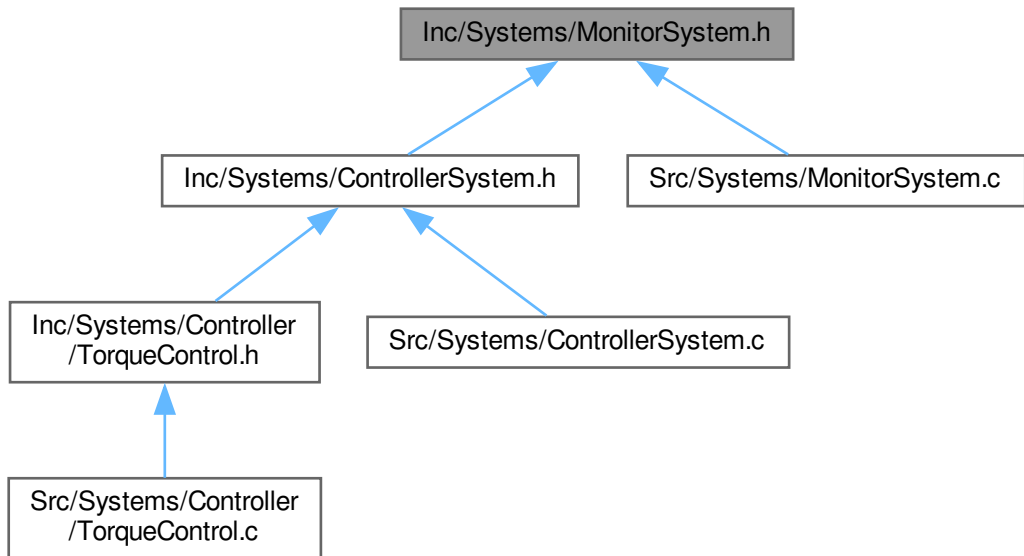 Inc/Systems/MonitorSystem.h
Inc/Systems/ControllerSystem.h
Src/Systems/MonitorSystem.c
Inc/Systems/Controller
/TorqueControl.h
Src/Systems/ControllerSystem.c
Src/Systems/Controller
/TorqueControl.c